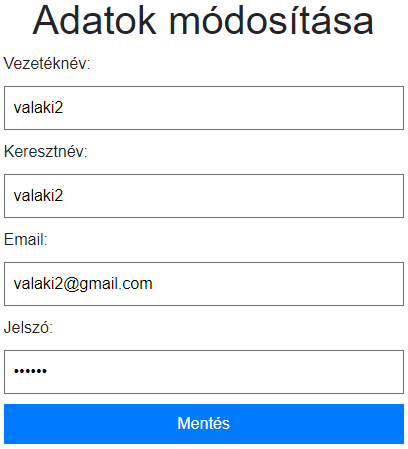 Adatok módosítása
Vezetéknév:
valaki2
Keresztnév:
valaki2
Email:
valaki2@gmail.com
Jelszó:
••••••
Mentés